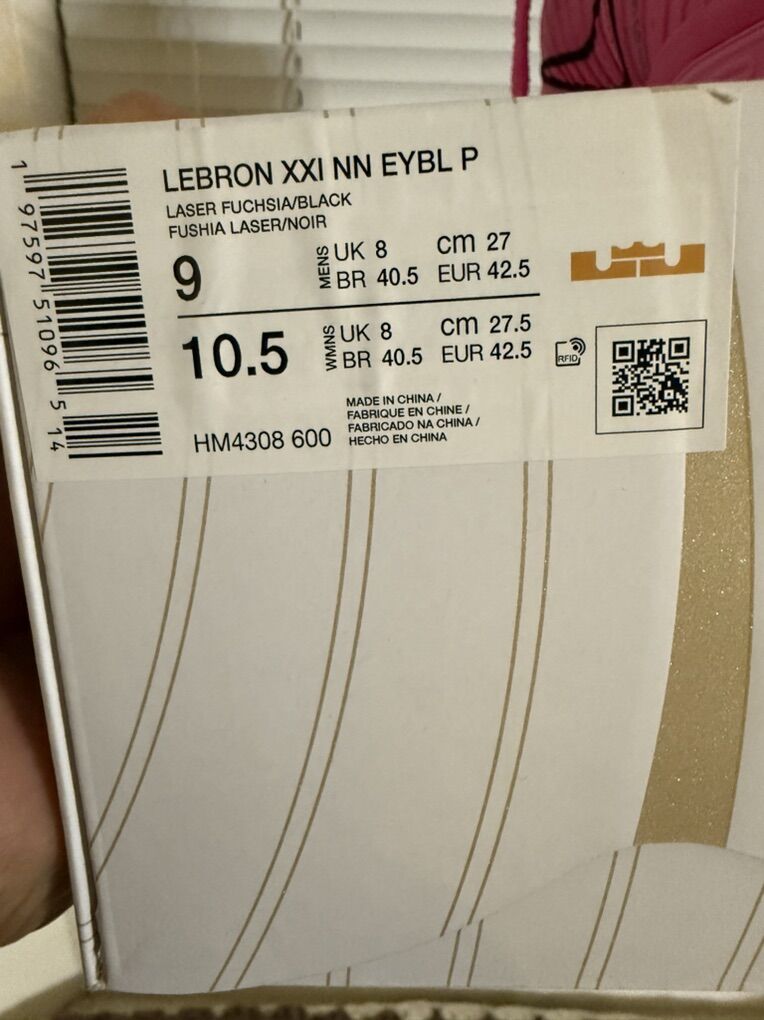 LEBRON XXI NN EYBL P
LASER FUCHSIA/BLACK
FUSHIA LASER/NOIR
9 MENS UK 8 cm 27
BR 40.5 EUR 42.5
10.5 WMNS UK 8 cm 27.5
BR 40.5 EUR 42.5
RFID
HM4308 600
MADE IN CHINA /
FABRIQUE EN CHINE /
FABRICADO NA CHINA /
HECHO EN CHINA
1 97597 51096 5 14